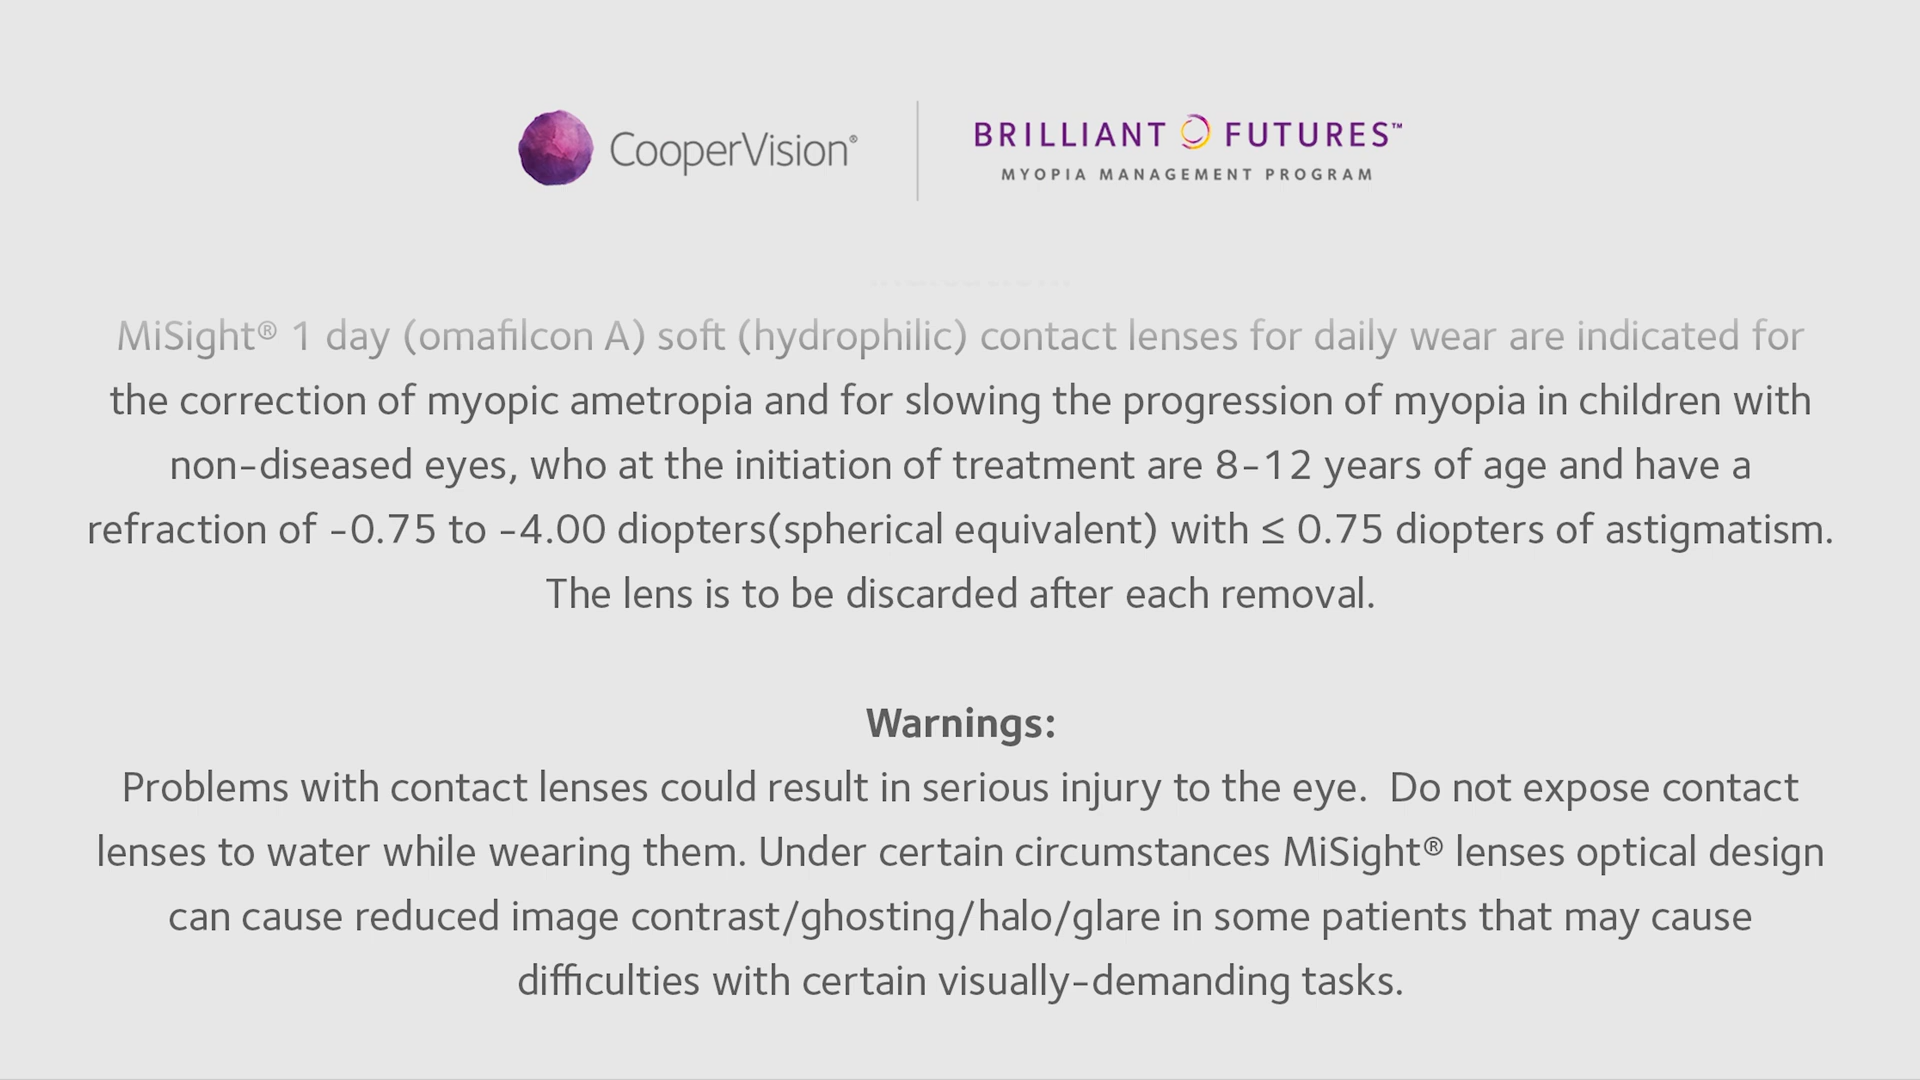 CooperVision®
BRILLIANT FUTURES™
MYOPIA MANAGEMENT PROGRAM
MiSight® 1 day (omafilcon A) soft (hydrophilic) contact lenses for daily wear are indicated for
the correction of myopic ametropia and for slowing the progression of myopia in children with
non-diseased eyes, who at the initiation of treatment are 8-12 years of age and have a
refraction of -0.75 to -4.00 diopters(spherical equivalent) with ≤ 0.75 diopters of astigmatism.
The lens is to be discarded after each removal.
Warnings:
Problems with contact lenses could result in serious injury to the eye.  Do not expose contact
lenses to water while wearing them. Under certain circumstances MiSight® lenses optical design
can cause reduced image contrast/ghosting/halo/glare in some patients that may cause
difficulties with certain visually-demanding tasks.